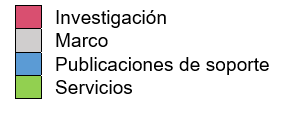 Investigación
Marco
Publicaciones de soporte
Servicios